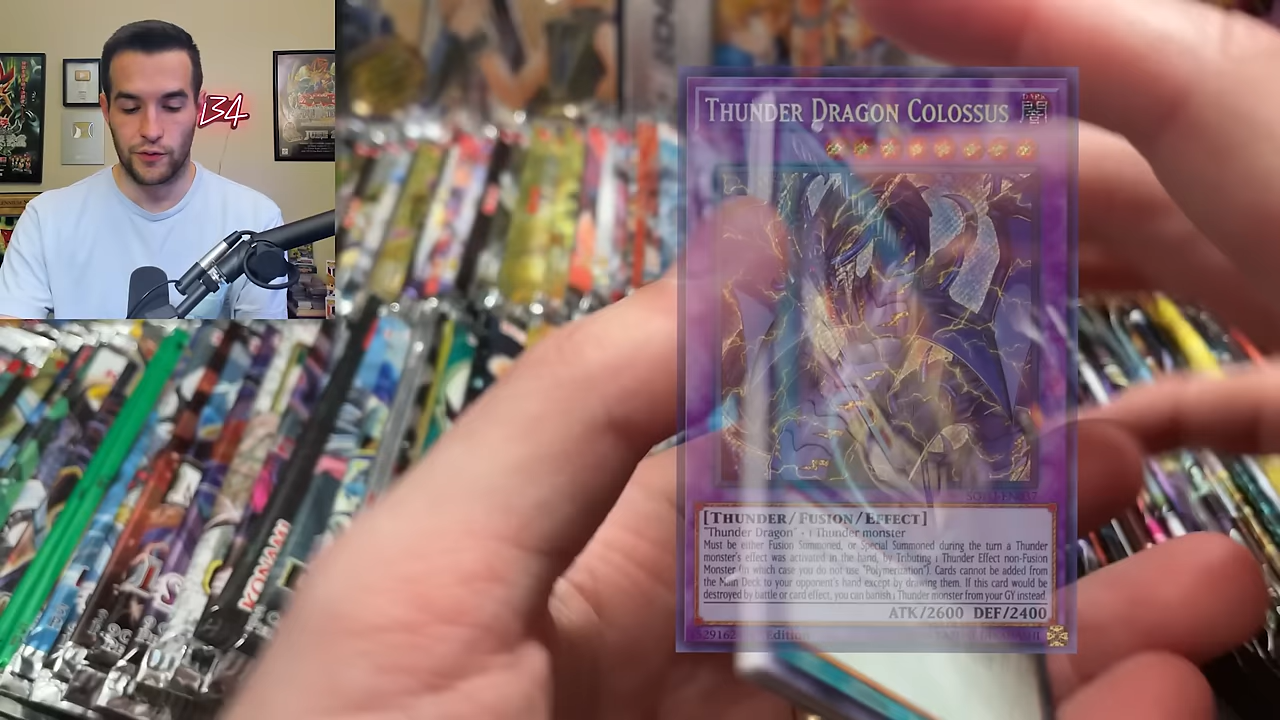 134
THUNDER DRAGON COLOSSUS
DARK
[THUNDER/FUSION/EFFECT]
"Thunder Dragon" + 1 Thunder monster
Must be either Fusion Summoned, or Special Summoned during the turn a Thunder
monster's effect was activated in the hand, by Tributing 1 Thunder Effect non-Fusion
Monster (in which case you do not use "Polymerization"). Cards cannot be added from
the Main Deck to your opponent's hand except by drawing them. If this card would be
destroyed by battle or card effect, you can banish 1 Thunder monster from your GY instead.
ATK/2600 DEF/2400
Edition
KONAMI